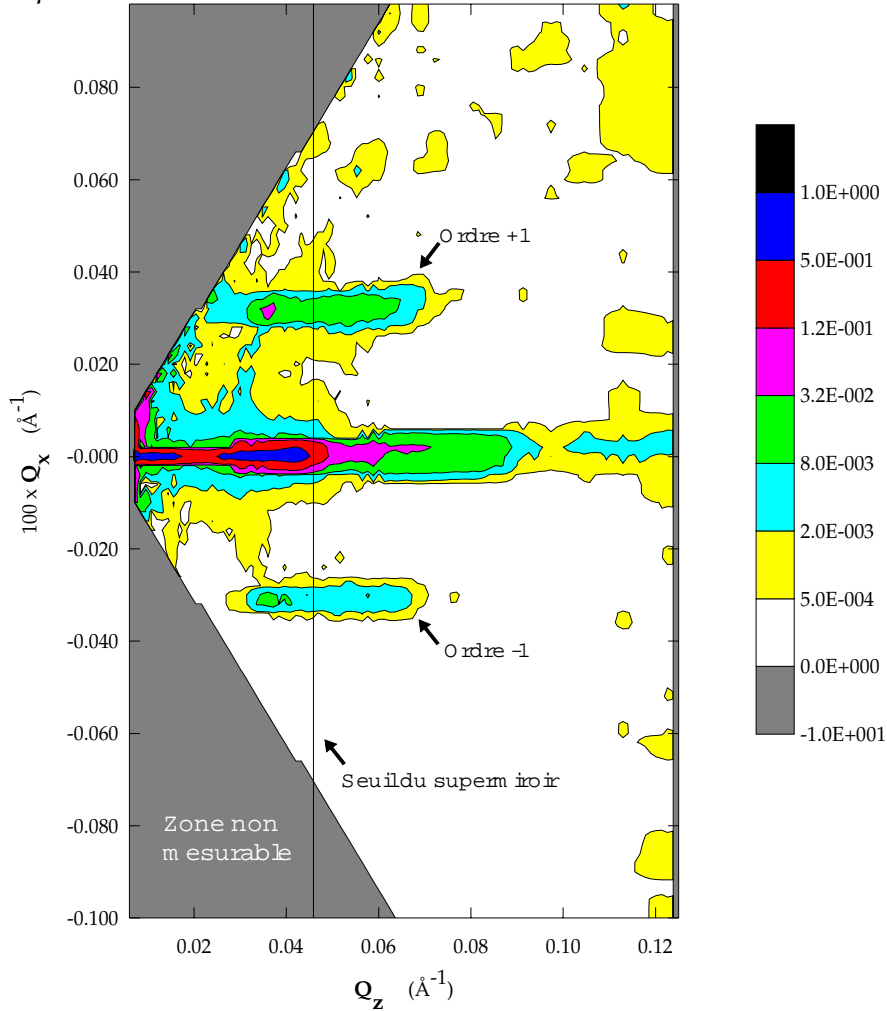 0.080
0.060
0.040
0.020
-0.000
-0.020
-0.040
-0.060
-0.080
-0.100
100 x Qx (Å-1)
Ordre +1
Ordre -1
Seuil du supermiroir
Zone non
mesurable
0.02 0.04 0.06 0.08 0.10 0.12
Qz (Å-1)
1.0E+000
5.0E-001
1.2E-001
3.2E-002
8.0E-003
2.0E-003
5.0E-004
0.0E+000
-1.0E+001